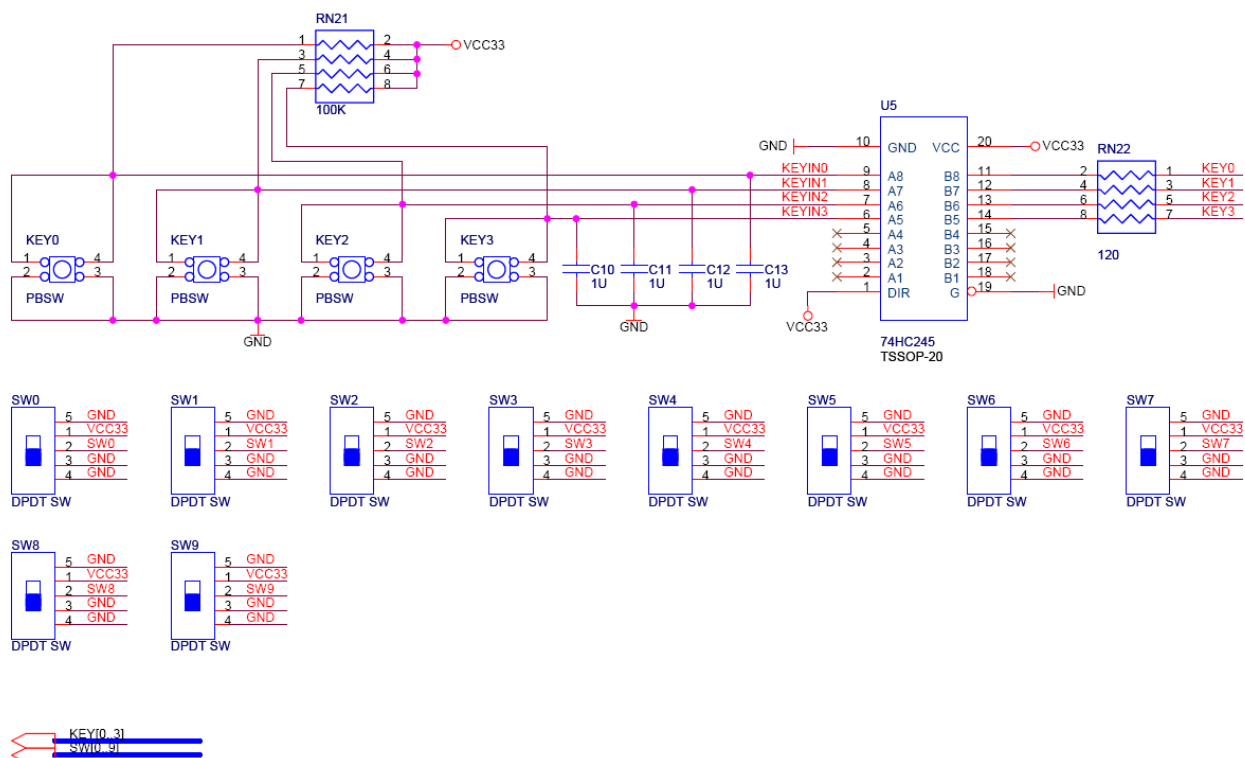 RN21
1 2 VCC33
3 4
5 6
7 8
100K
U5
GND 10 GND VCC 20 VCC33
RN22
KEYIN0 9 A8 B8 11 2 1 KEY0
KEYIN1 8 A7 B7 12 4 3 KEY1
KEYIN2 7 A6 B6 13 6 5 KEY2
KEYIN3 6 A5 B5 14 8 7 KEY3
5 A4 B4 15
4 A3 B3 16
3 A2 B2 17
2 A1 B1 18
1 DIR G 19 GND
120
VCC33
74HC245
TSSOP-20
KEY0 KEY1 KEY2 KEY3
1 4 1 4 1 4 1 4
2 3 2 3 2 3 2 3
PBSW PBSW PBSW PBSW
C10 C11 C12 C13
1U 1U 1U 1U
GND GND
SW0 SW1 SW2 SW3 SW4 SW5 SW6 SW7
5 GND 5 GND 5 GND 5 GND 5 GND 5 GND 5 GND 5 GND
1 VCC33 1 VCC33 1 VCC33 1 VCC33 1 VCC33 1 VCC33 1 VCC33 1 VCC33
2 SW0 2 SW1 2 SW2 2 SW3 2 SW4 2 SW5 2 SW6 2 SW7
3 GND 3 GND 3 GND 3 GND 3 GND 3 GND 3 GND 3 GND
4 GND 4 GND 4 GND 4 GND 4 GND 4 GND 4 GND 4 GND
DPDT SW DPDT SW DPDT SW DPDT SW DPDT SW DPDT SW DPDT SW DPDT SW
SW8 SW9
5 GND 5 GND
1 VCC33 1 VCC33
2 SW8 2 SW9
3 GND 3 GND
4 GND 4 GND
DPDT SW DPDT SW
KEY[0..3]
SW[0..9]